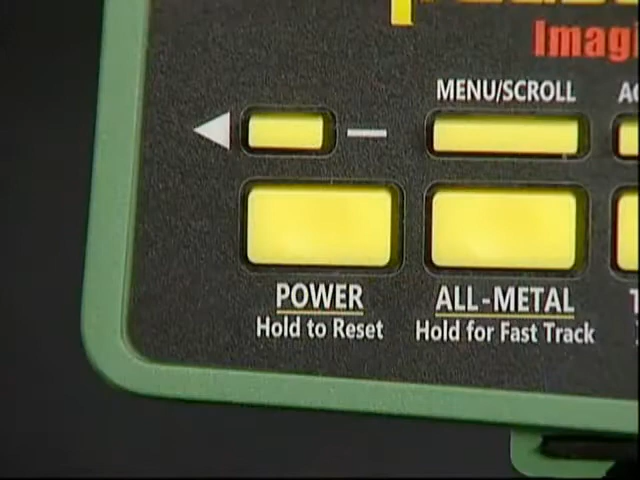 Imagi
MENU/SCROLL
POWER
Hold to Reset
ALL-METAL
Hold for Fast Track